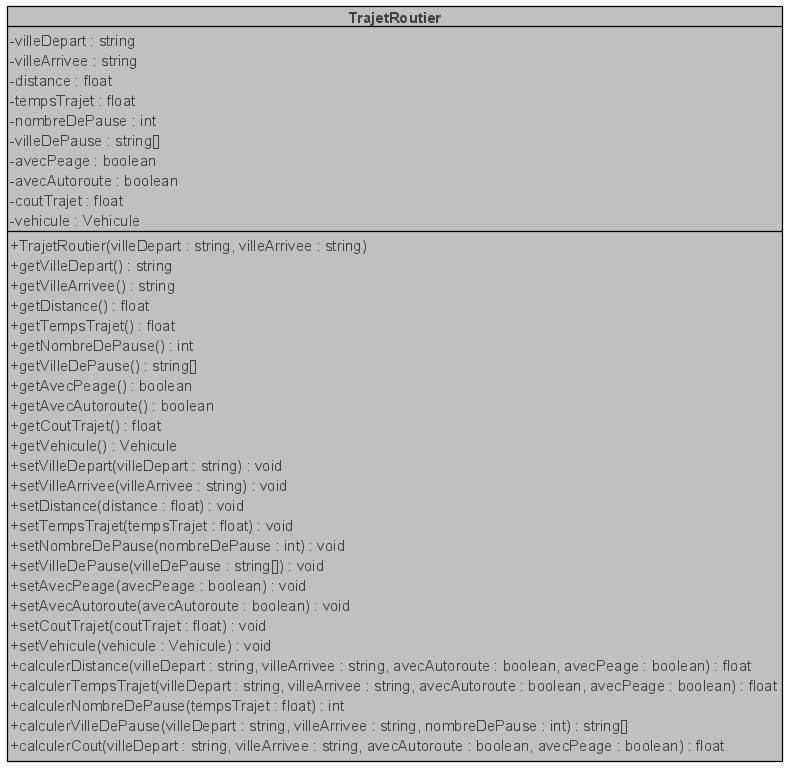 TrajetRoutier
-villeDepart : string
-villeArrivee : string
-distance : float
-tempsTrajet : float
-nombreDePause : int
-villeDePause : string[]
-avecPeage : boolean
-avecAutoroute : boolean
-coutTrajet : float
-vehicule : Vehicule
+TrajetRoutier(villeDepart : string, villeArrivee : string)
+getVilleDepart() : string
+getVilleArrivee() : string
+getDistance() : float
+getTempsTrajet() : float
+getNombreDePause() : int
+getVilleDePause() : string[]
+getAvecPeage() : boolean
+getAvecAutoroute() : boolean
+getCoutTrajet() : float
+getVehicule() : Vehicule
+setVilleDepart(villeDepart : string) : void
+setVilleArrivee(villeArrivee : string) : void
+setDistance(distance : float) : void
+setTempsTrajet(tempsTrajet : float) : void
+setNombreDePause(nombreDePause : int) : void
+setVilleDePause(villeDePause : string[]) : void
+setAvecPeage(avecPeage : boolean) : void
+setAvecAutoroute(avecAutoroute : boolean) : void
+setCoutTrajet(coutTrajet : float) : void
+setVehicule(vehicule : Vehicule) : void
+calculerDistance(villeDepart : string, villeArrivee : string, avecAutoroute : boolean, avecPeage : boolean) : float
+calculerTempsTrajet(villeDepart : string, villeArrivee : string, avecAutoroute : boolean, avecPeage : boolean) : float
+calculerNombreDePause(tempsTrajet : float) : int
+calculerVilleDePause(villeDepart : string, villeArrivee : string, nombreDePause : int) : string[]
+calculerCout(villeDepart : string, villeArrivee : string, avecAutoroute : boolean, avecPeage : boolean) : float